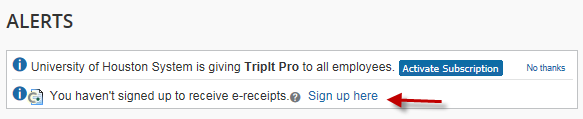 ALERTS
University of Houston System is giving TripIt Pro to all employees. Activate Subscription No thanks
You haven't signed up to receive e-receipts. Sign up here